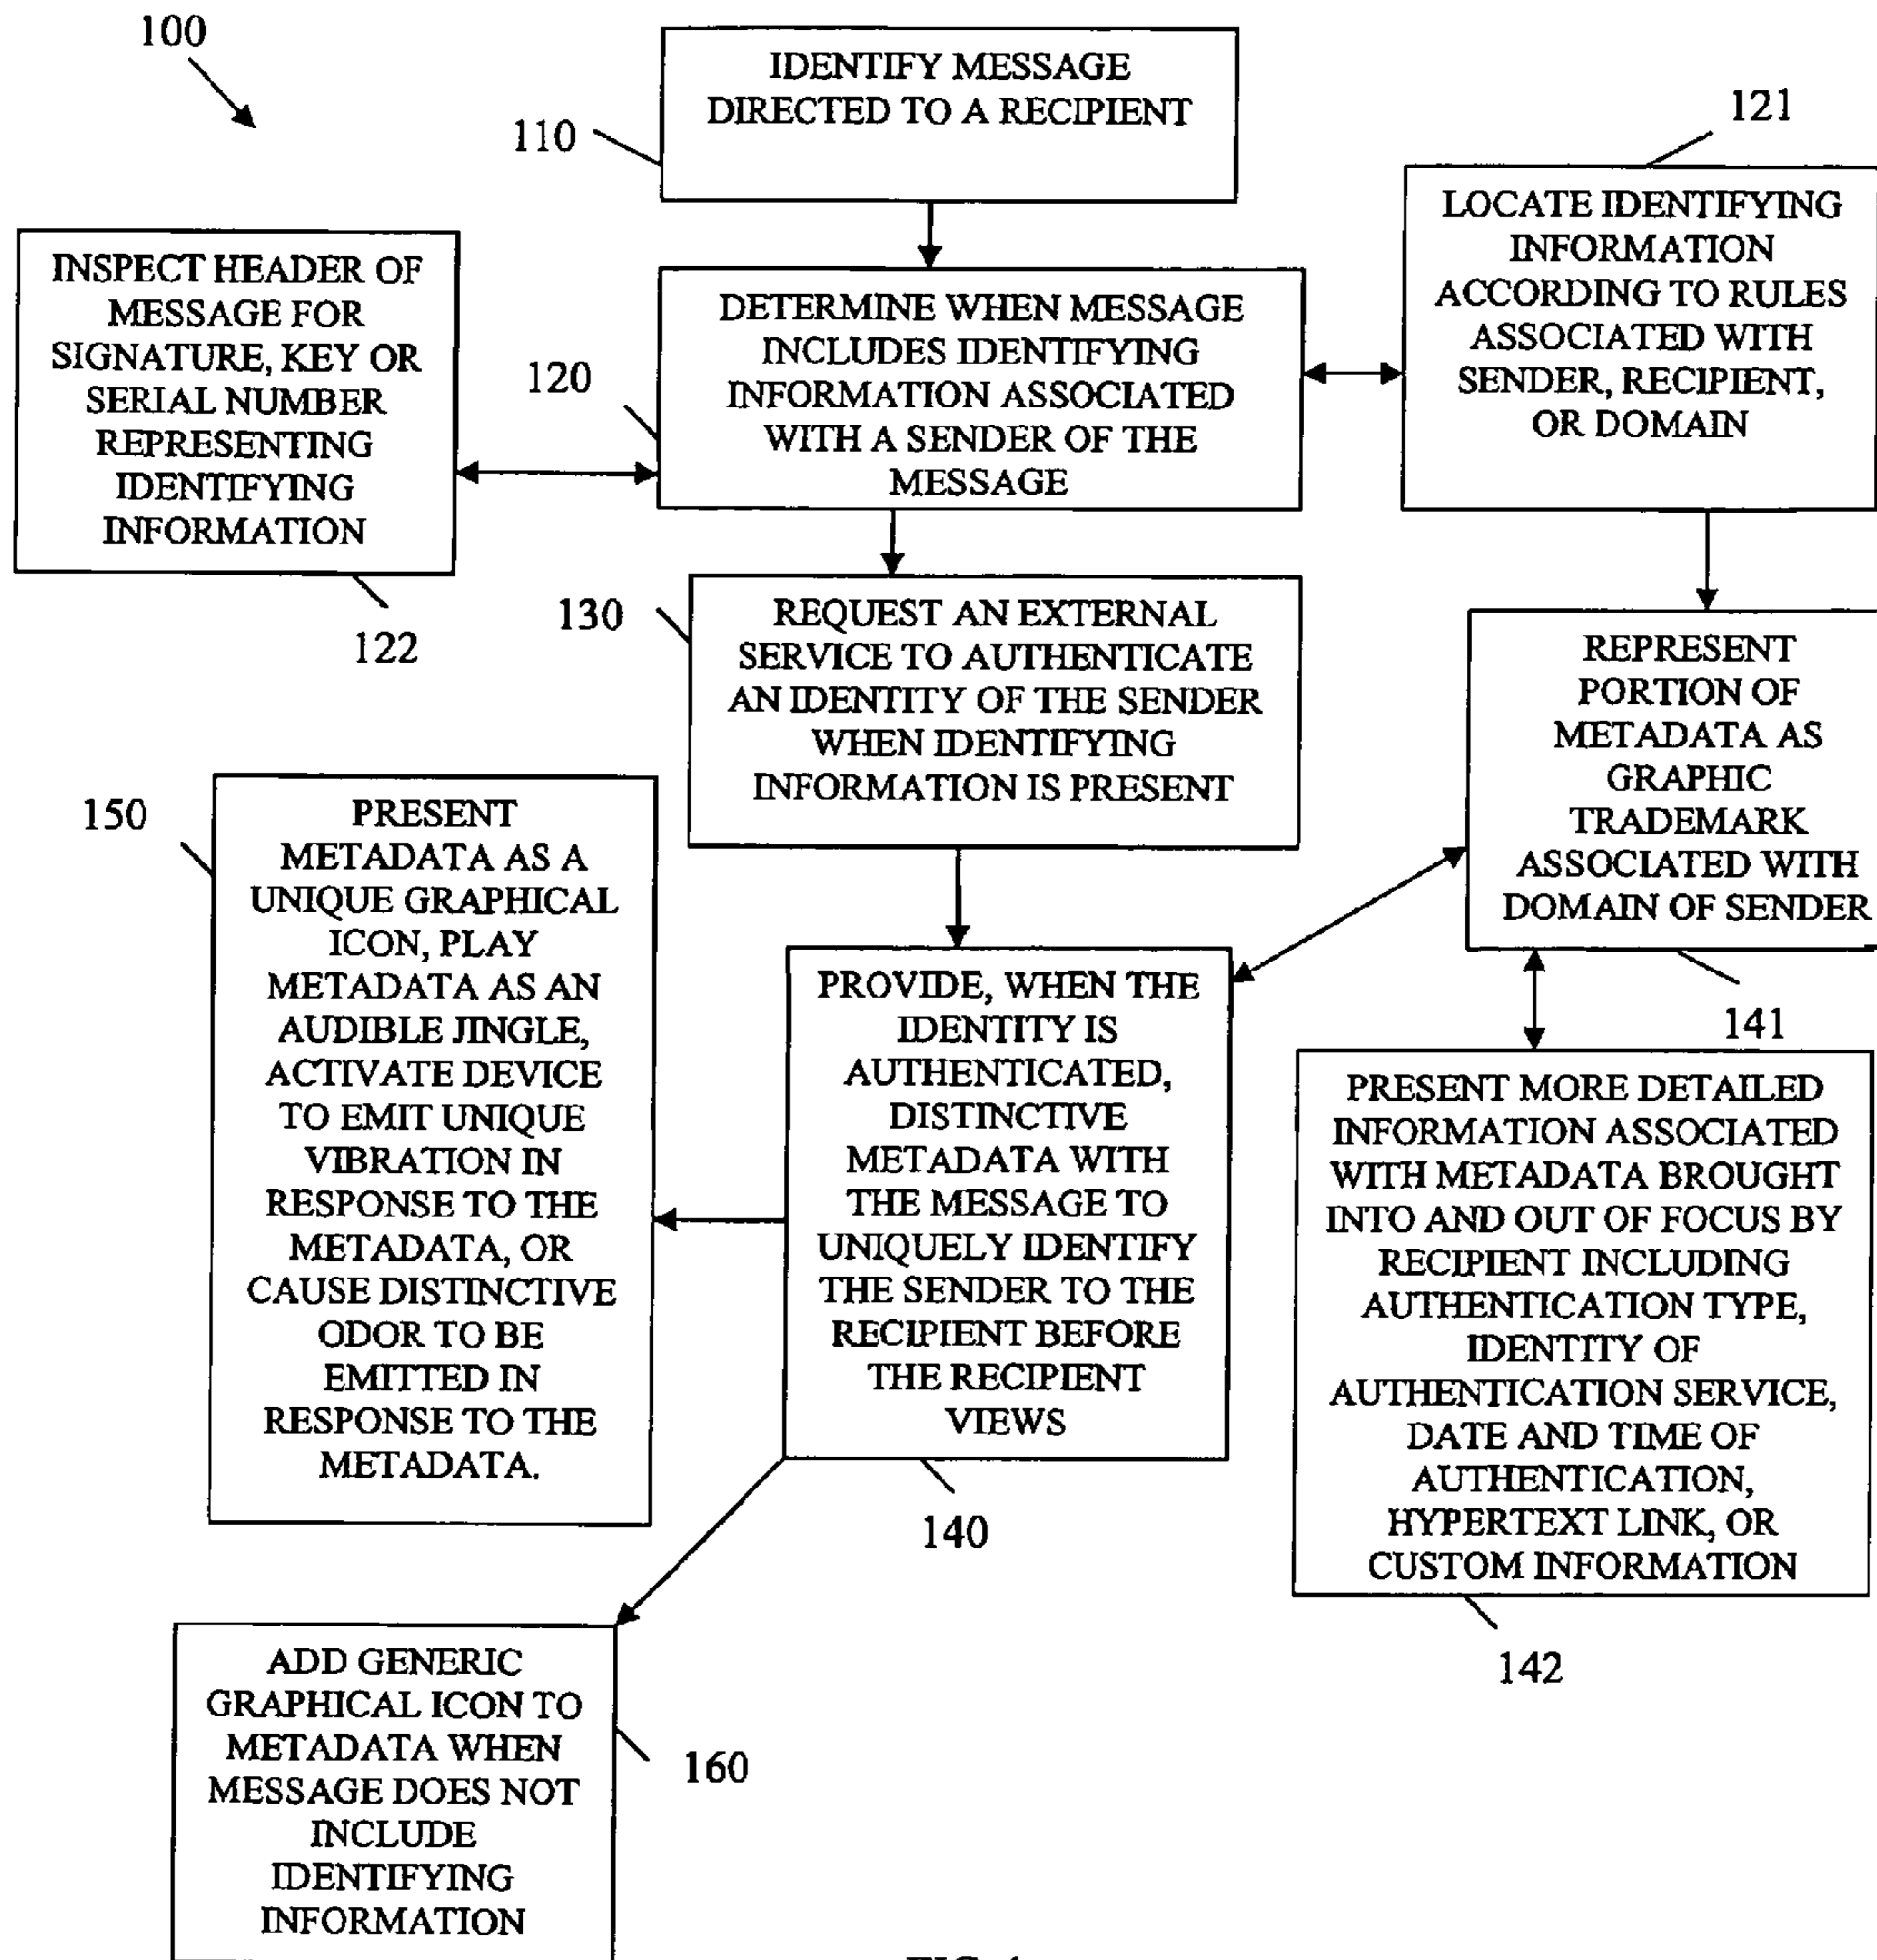 100
IDENTIFY MESSAGE
DIRECTED TO A RECIPIENT
110
121
LOCATE IDENTIFYING
INFORMATION
ACCORDING TO RULES
ASSOCIATED WITH
SENDER, RECIPIENT,
OR DOMAIN
INSPECT HEADER OF
MESSAGE FOR
SIGNATURE, KEY OR
SERIAL NUMBER
REPRESENTING
IDENTIFYING
INFORMATION
122
DETERMINE WHEN MESSAGE
INCLUDES IDENTIFYING
INFORMATION ASSOCIATED
WITH A SENDER OF THE
MESSAGE
120
130
REQUEST AN EXTERNAL
SERVICE TO AUTHENTICATE
AN IDENTITY OF THE SENDER
WHEN IDENTIFYING
INFORMATION IS PRESENT
REPRESENT
PORTION OF
METADATA AS
GRAPHIC
TRADEMARK
ASSOCIATED WITH
DOMAIN OF SENDER
141
150
PRESENT
METADATA AS A
UNIQUE GRAPHICAL
ICON, PLAY
METADATA AS AN
AUDIBLE JINGLE,
ACTIVATE DEVICE
TO EMIT UNIQUE
VIBRATION IN
RESPONSE TO THE
METADATA, OR
CAUSE DISTINCTIVE
ODOR TO BE
EMITTED IN
RESPONSE TO THE
METADATA.
PROVIDE, WHEN THE
IDENTITY IS
AUTHENTICATED,
DISTINCTIVE
METADATA WITH
THE MESSAGE TO
UNIQUELY IDENTIFY
THE SENDER TO THE
RECIPIENT BEFORE
THE RECIPIENT
VIEWS
140
PRESENT MORE DETAILED
INFORMATION ASSOCIATED
WITH METADATA BROUGHT
INTO AND OUT OF FOCUS BY
RECIPIENT INCLUDING
AUTHENTICATION TYPE,
IDENTITY OF
AUTHENTICATION SERVICE,
DATE AND TIME OF
AUTHENTICATION,
HYPERTEXT LINK, OR
CUSTOM INFORMATION
142
ADD GENERIC
GRAPHICAL ICON TO
METADATA WHEN
MESSAGE DOES NOT
INCLUDE
IDENTIFYING
INFORMATION
160